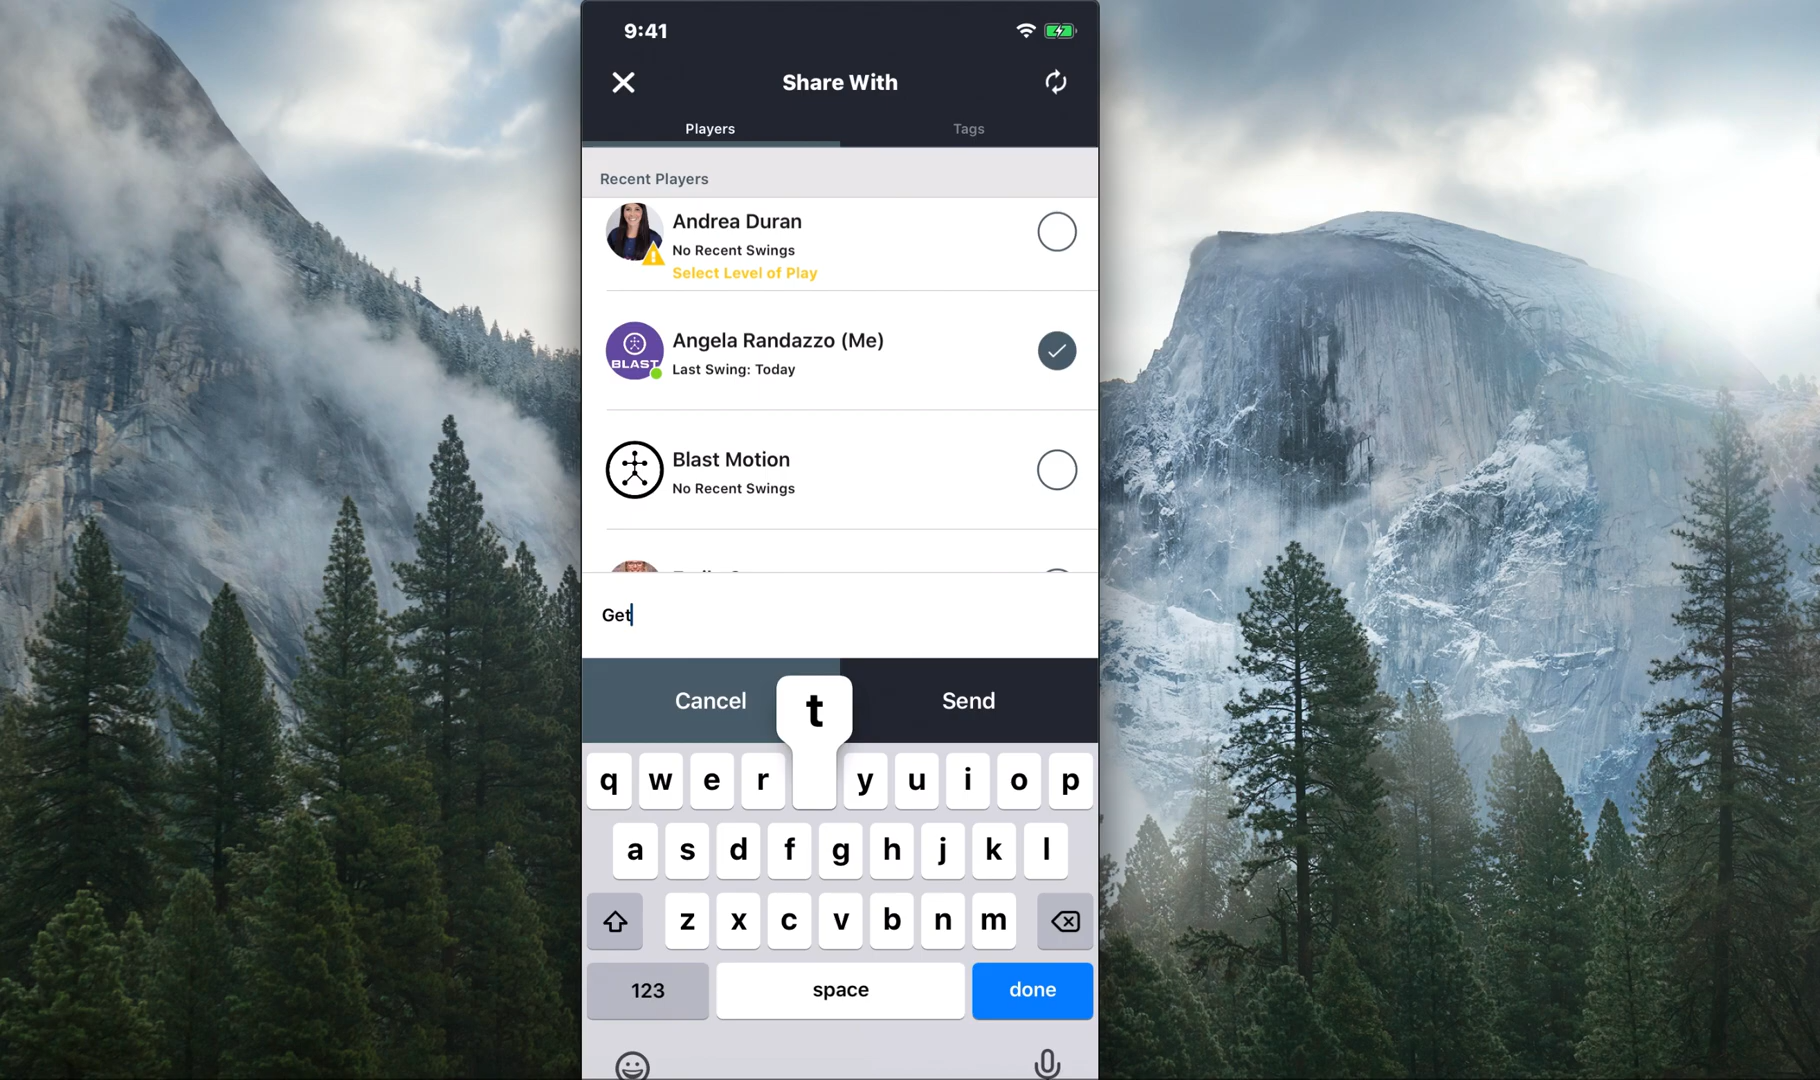 9:41
Share With
Players
Tags
Recent Players
Andrea Duran
No Recent Swings
Select Level of Play
BLAST
Angela Randazzo (Me)
Last Swing: Today
Blast Motion
No Recent Swings
Get
Cancel
Send
t
q w e r y u i o p
a s d f g h j k l
z x c v b n m
123
space
done